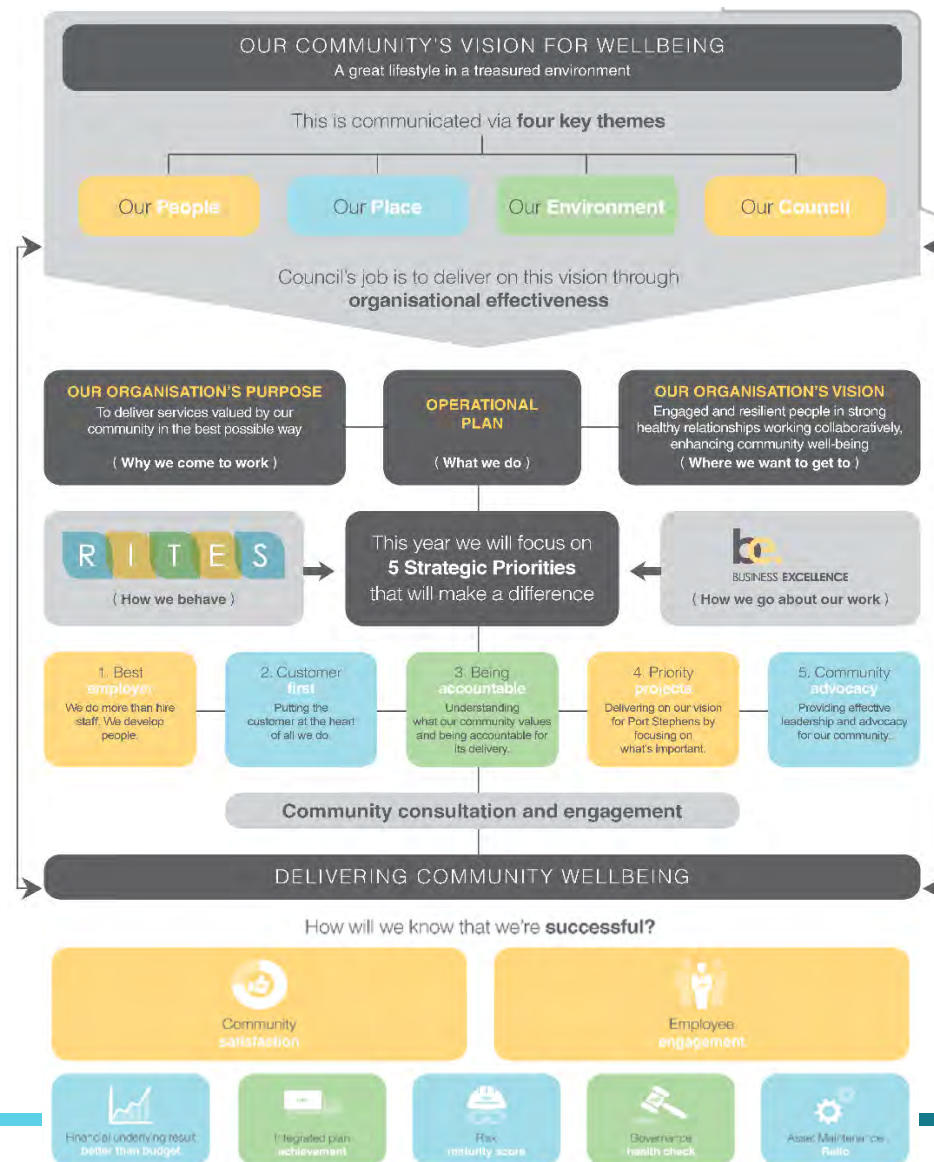 OUR COMMUNITY'S VISION FOR WELLBEING
A great lifestyle in a treasured environment
This is communicated via four key themes
Our People
Our Place
Our Environment
Our Council
Council's job is to deliver on this vision through
organisational effectiveness
OUR ORGANISATION'S PURPOSE
To deliver services valued by our
community in the best possible way
( Why we come to work )
OPERATIONAL
PLAN
( What we do )
OUR ORGANISATION'S VISION
Engaged and resilient people in strong
healthy relationships working collaboratively,
enhancing community well-being
( Where we want to get to )
R I T E S
( How we behave )
This year we will focus on
5 Strategic Priorities
that will make a difference
be
BUSINESS EXCELLENCE
( How we go about our work )
1. Best
employer
We do more than hire
staff. We develop
people.
2. Customer
first
Putting the
customer at the heart
of all we do.
3. Being
accountable
Understanding
what our community values
and being accountable for
its delivery.
4. Priority
projects
Delivering on our vision
for Port Stephens by
focusing on
what's important.
5. Community
advocacy
Providing effective
leadership and advocacy
for our community.
Community consultation and engagement
DELIVERING COMMUNITY WELLBEING
How will we know that we're successful?
Community
satisfaction
Employee
engagement
Financial underlying result
better than budget
Integrated plan
achievement
Risk
maturity score
Governance
health check
Asset Maintenance
Ratio